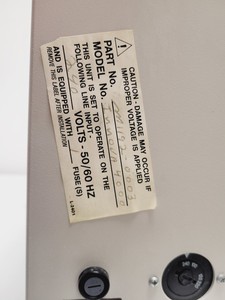 CAUTION - DAMAGE MAY OCCUR IF
IMPROPER VOLTAGE IS APPLIED
PART No.
MODEL No.
THIS UNIT IS SET TO OPERATE ON THE
FOLLOWING LINE INPUT-
VOLTS - 50/60 HZ
AND IS EQUIPPED WITH FUSE(S)
REMOVE THIS LABEL AFTER INSTALLATION